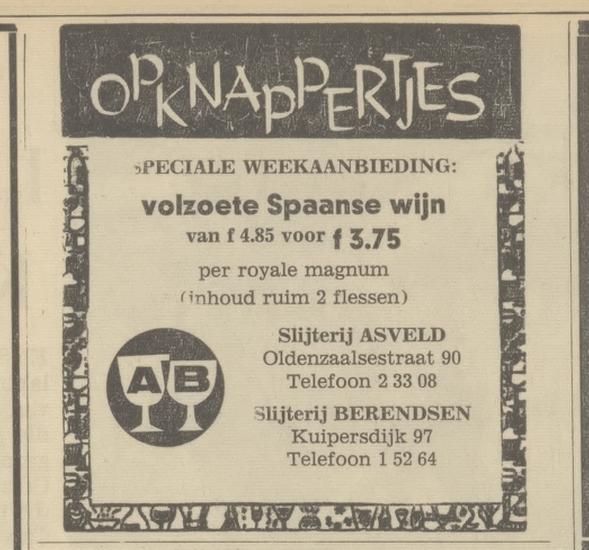 OPKNAPPERTJES
SPECIALE WEEKAANBIEDING:
volzoete Spaanse wijn
van f 4.85 voor f 3.75
per royale magnum
(inhoud ruim 2 flessen)
Slijterij ASVELD
Oldenzaalsestraat 90
Telefoon 2 33 08
A B
Slijterij BERENDSEN
Kuipersdijk 97
Telefoon 1 52 64